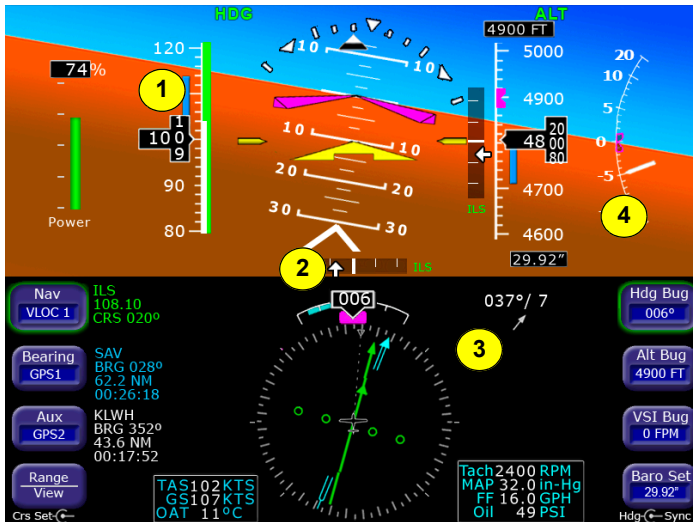 HDG
ALT
4900 FT
74%
Power
120
1
1
10 0
9
90
80
10
10
10
10
20
20
30
30
ILS
5000
4900
20
48 00
80
4700
4600
29.92"
20
10
5
0
-5
4
2
ILS
Nav
VLOC 1
ILS
108.10
CRS 020º
Bearing
GPS1
SAV
BRG 028º
62.2 NM
00:26:18
Aux
GPS2
KLWH
BRG 352º
43.6 NM
00:17:52
Range
View
Crs Set
006
037º/ 7
3
TAS102KTS
GS107KTS
OAT 11ºC
Tach2400 RPM
MAP 32.0 in-Hg
FF 16.0 GPH
Oil 49 PSI
Hdg Bug
006º
Alt Bug
4900 FT
VSI Bug
0 FPM
Baro Set
29.92"
Hdg Sync